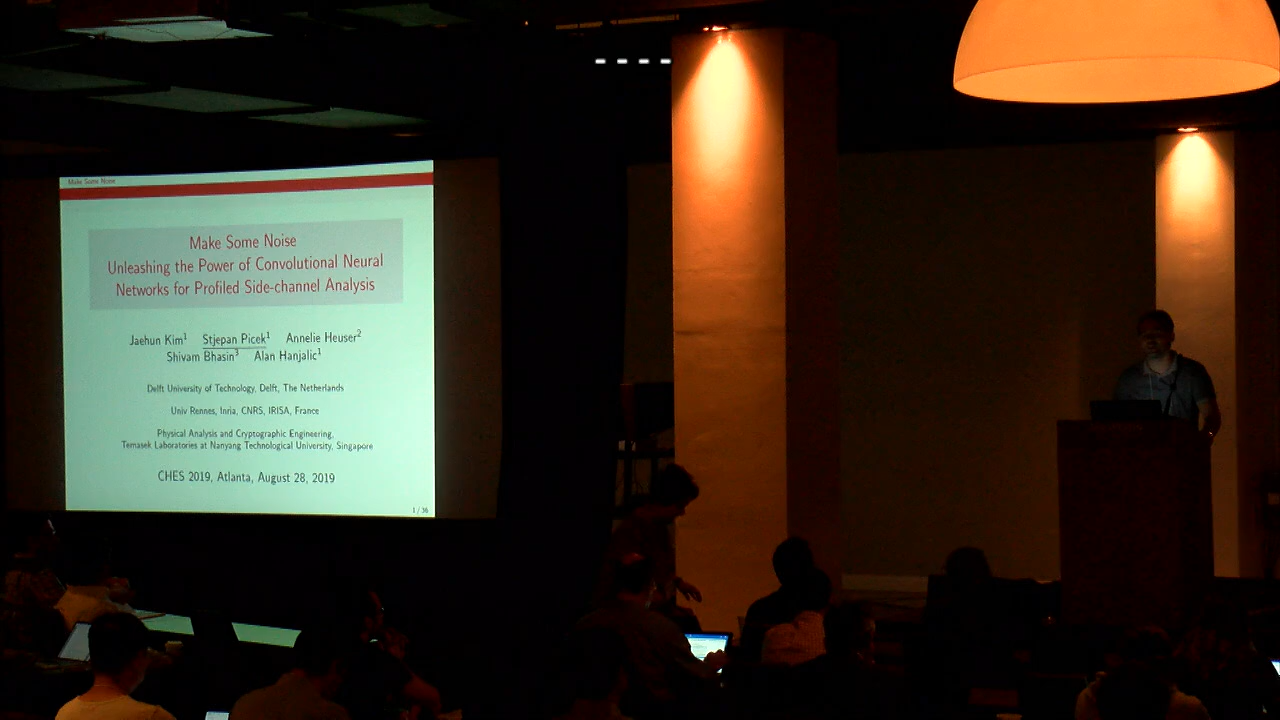 Make Some Noise
Make Some Noise
Unleashing the Power of Convolutional Neural
Networks for Profiled Side-channel Analysis
Jaehun Kim1 Stjepan Picek1 Annelie Heuser2
Shivam Bhasin3 Alan Hanjalic1
Delft University of Technology, Delft, The Netherlands
Univ Rennes, Inria, CNRS, IRISA, France
Physical Analysis and Cryptographic Engineering,
Temasek Laboratories at Nanyang Technological University, Singapore
CHES 2019, Atlanta, August 28, 2019
1 / 36